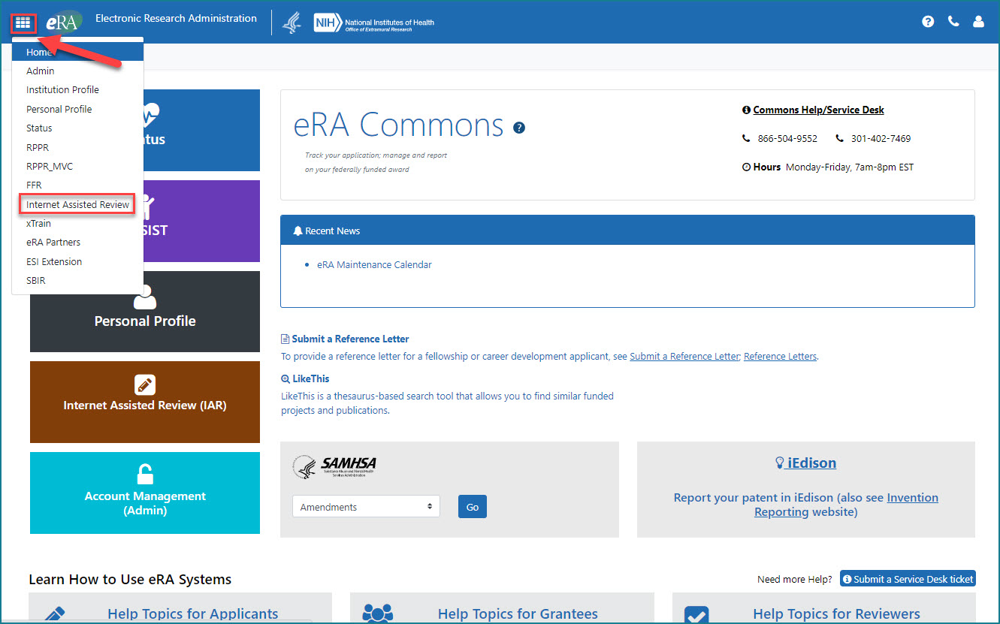 eRA
Electronic Research Administration
NIH
National Institutes of Health
Office of Extramural Research
Home
Admin
Institution Profile
Personal Profile
Status
RPPR
RPPR_MVC
FFR
Internet Assisted Review
xTrain
eRA Partners
ESI Extension
SBIR
tus
SIST
Personal Profile
Internet Assisted Review (IAR)
Account Management
(Admin)
eRA Commons
Track your application; manage and report
on your federally funded award
Commons Help/Service Desk
866-504-9552 301-402-7469
Hours Monday-Friday, 7am-8pm EST
Recent News
eRA Maintenance Calendar
Submit a Reference Letter
To provide a reference letter for a fellowship or career development applicant, see Submit a Reference Letter; Reference Letters.
LikeThis
LikeThis is a thesaurus-based search tool that allows you to find similar funded
projects and publications.
SAMHSA
Substance Abuse and Mental Health
Services Administration
Amendments
Go
iEdison
Report your patent in iEdison (also see Invention
Reporting website)
Learn How to Use eRA Systems
Need more Help? Submit a Service Desk ticket
Help Topics for Applicants
Help Topics for Grantees
Help Topics for Reviewers